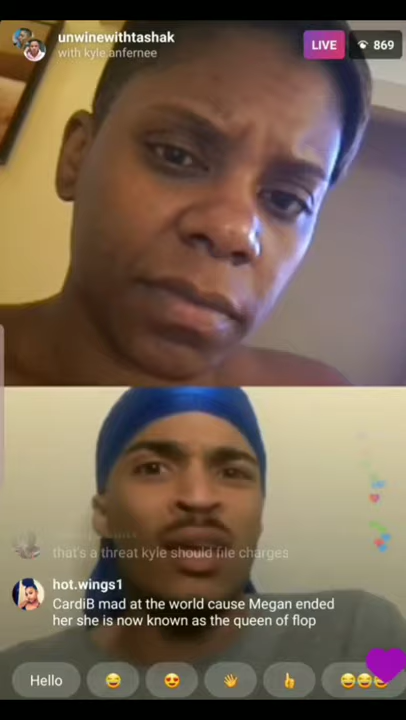 unwinewithtashak
with kyle anfernee
LIVE
869
that's a threat kyle should file charges
hot.wings1
CardiB mad at the world cause Megan ended
her she is now known as the queen of flop
Hello